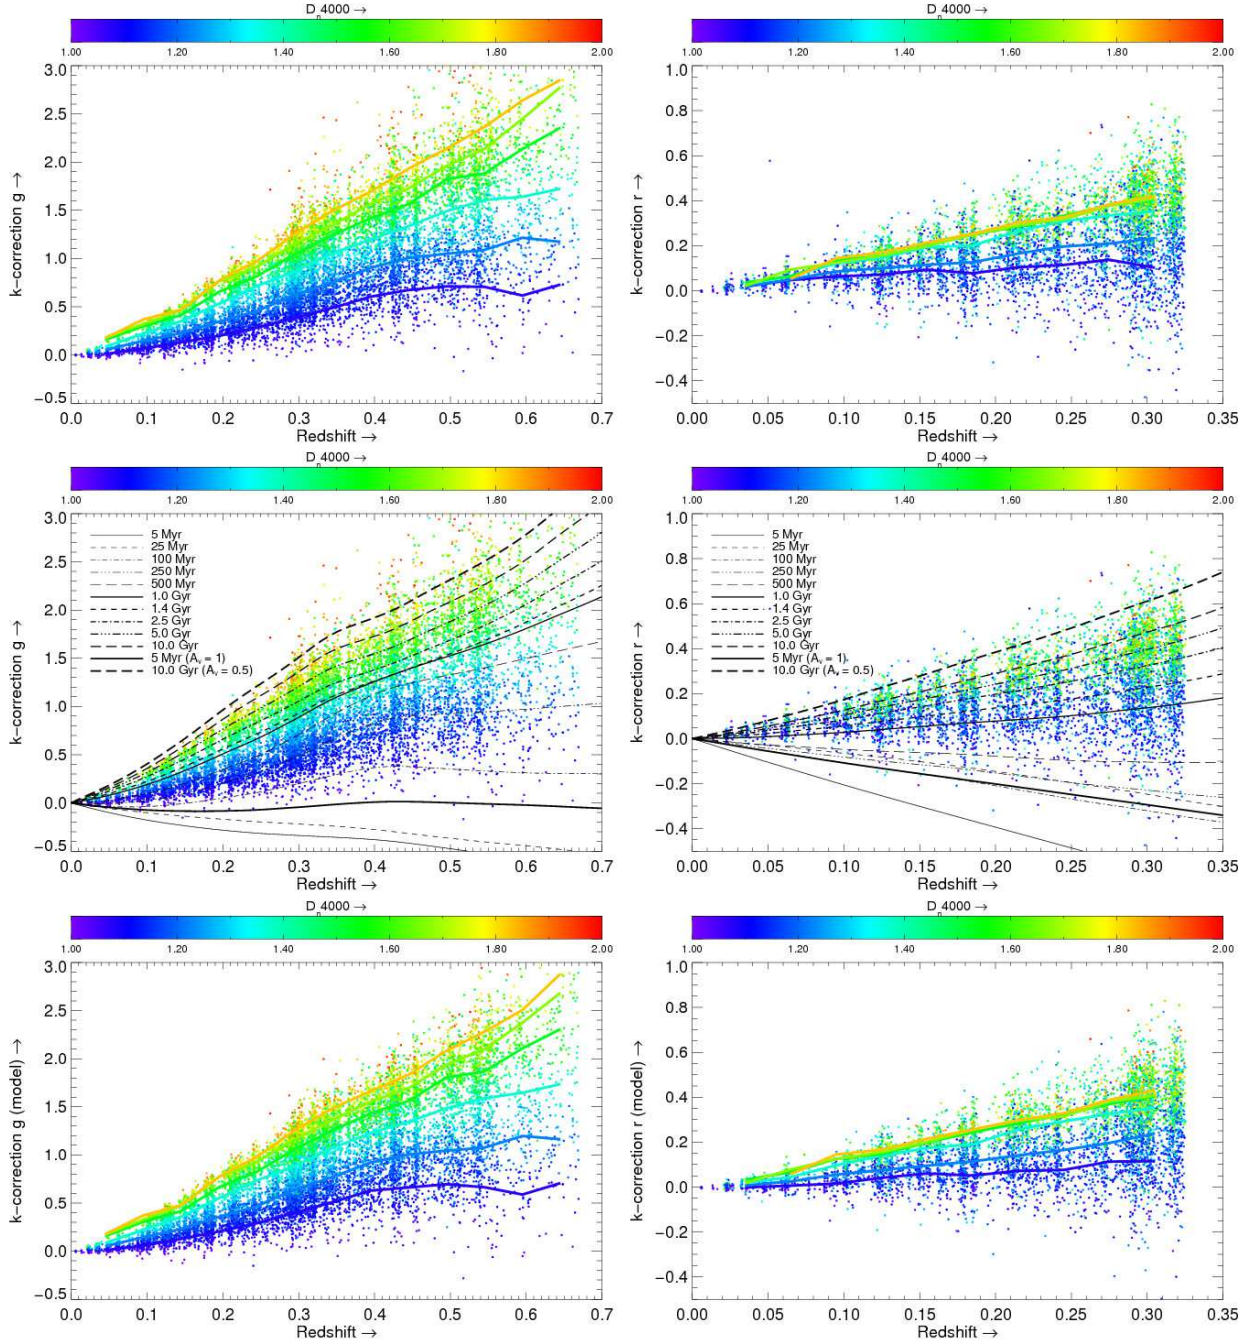 D_n4000 →
D_n4000 →
1.00 1.20 1.40 1.60 1.80 2.00
1.00 1.20 1.40 1.60 1.80 2.00
k−correction g →
3.0
2.5
2.0
1.5
1.0
0.5
0.0
−0.5
0.0 0.1 0.2 0.3 0.4 0.5 0.6 0.7
Redshift →
k−correction r →
1.0
0.8
0.6
0.4
0.2
0.0
−0.2
−0.4
0.00 0.05 0.10 0.15 0.20 0.25 0.30 0.35
Redshift →
D_n4000 →
D_n4000 →
1.00 1.20 1.40 1.60 1.80 2.00
1.00 1.20 1.40 1.60 1.80 2.00
k−correction g →
3.0
2.5
2.0
1.5
1.0
0.5
0.0
−0.5
5 Myr
25 Myr
100 Myr
250 Myr
500 Myr
1.0 Gyr
1.4 Gyr
2.5 Gyr
5.0 Gyr
10.0 Gyr
5 Myr (A_v = 1)
10.0 Gyr (A_v = 0.5)
0.0 0.1 0.2 0.3 0.4 0.5 0.6 0.7
Redshift →
k−correction r →
1.0
0.8
0.6
0.4
0.2
0.0
−0.2
−0.4
5 Myr
25 Myr
100 Myr
250 Myr
500 Myr
1.0 Gyr
1.4 Gyr
2.5 Gyr
5.0 Gyr
10.0 Gyr
5 Myr (A_v = 1)
10.0 Gyr (A_v = 0.5)
0.00 0.05 0.10 0.15 0.20 0.25 0.30 0.35
Redshift →
D_n4000 →
D_n4000 →
1.00 1.20 1.40 1.60 1.80 2.00
1.00 1.20 1.40 1.60 1.80 2.00
k−correction g (model) →
3.0
2.5
2.0
1.5
1.0
0.5
0.0
−0.5
0.0 0.1 0.2 0.3 0.4 0.5 0.6 0.7
Redshift →
k−correction r (model) →
1.0
0.8
0.6
0.4
0.2
0.0
−0.2
−0.4
0.00 0.05 0.10 0.15 0.20 0.25 0.30 0.35
Redshift →